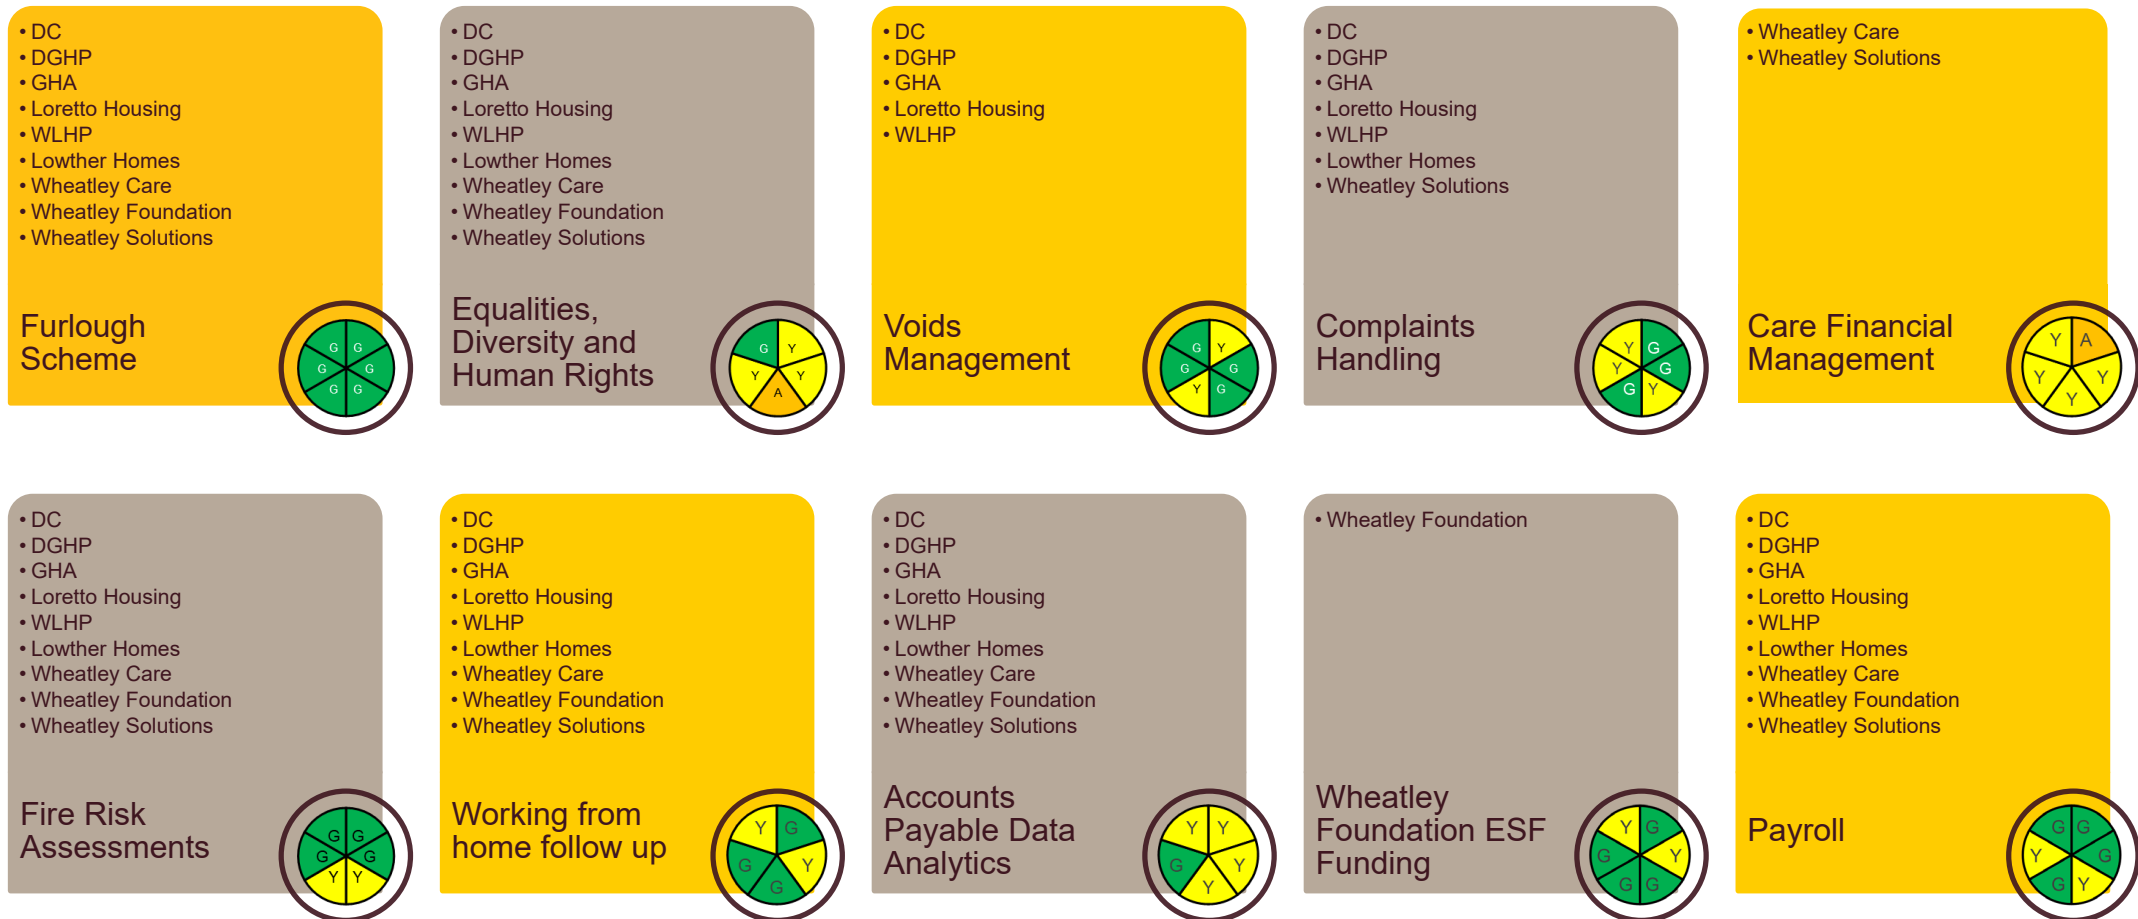 • DC
• DGHP
• GHA
• Loretto Housing
• WLHP
• Lowther Homes
• Wheatley Care
• Wheatley Foundation
• Wheatley Solutions
Furlough
Scheme
G G
G G
G G
• DC
• DGHP
• GHA
• Loretto Housing
• WLHP
• Lowther Homes
• Wheatley Care
• Wheatley Foundation
• Wheatley Solutions
Equalities,
Diversity and
Human Rights
G Y
Y Y
A
• DC
• DGHP
• GHA
• Loretto Housing
• WLHP
Voids
Management
G Y
G G
Y G
• DC
• DGHP
• GHA
• Loretto Housing
• WLHP
• Lowther Homes
• Wheatley Solutions
Complaints
Handling
Y G
Y G
G Y
• Wheatley Care
• Wheatley Solutions
Care Financial
Management
Y A
Y Y
Y
• DC
• DGHP
• GHA
• Loretto Housing
• WLHP
• Lowther Homes
• Wheatley Care
• Wheatley Foundation
• Wheatley Solutions
Fire Risk
Assessments
G G
G G
Y Y
• DC
• DGHP
• GHA
• Loretto Housing
• WLHP
• Lowther Homes
• Wheatley Care
• Wheatley Foundation
• Wheatley Solutions
Working from
home follow up
Y G
G Y
G
• DC
• DGHP
• GHA
• Loretto Housing
• WLHP
• Lowther Homes
• Wheatley Care
• Wheatley Foundation
• Wheatley Solutions
Accounts
Payable Data
Analytics
Y Y
G Y
Y
• Wheatley Foundation
Wheatley
Foundation ESF
Funding
Y G
G Y
G G
• DC
• DGHP
• GHA
• Loretto Housing
• WLHP
• Lowther Homes
• Wheatley Care
• Wheatley Foundation
• Wheatley Solutions
Payroll
G G
Y G
G Y